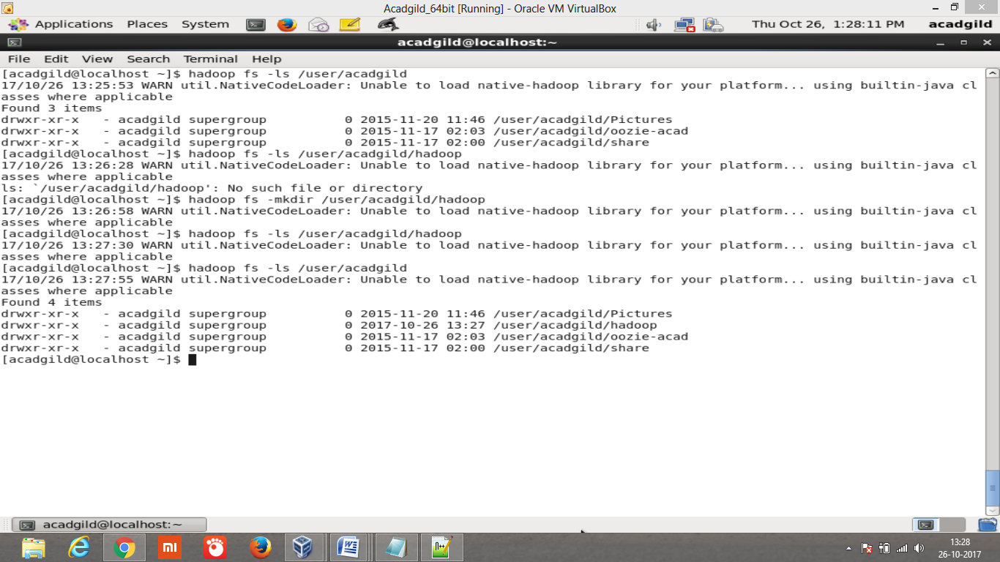 Acadgild_64bit [Running] - Oracle VM VirtualBox
Applications Places System Thu Oct 26, 1:28:11 PM acadgild
acadgild@localhost:~
File Edit View Search Terminal Help
[acadgild@localhost ~]$ hadoop fs -ls /user/acadgild
17/10/26 13:25:53 WARN util.NativeCodeLoader: Unable to load native-hadoop library for your platform... using builtin-java cl
asses where applicable
Found 3 items
drwxr-xr-x   - acadgild supergroup          0 2015-11-20 11:46 /user/acadgild/Pictures
drwxr-xr-x   - acadgild supergroup          0 2015-11-17 02:03 /user/acadgild/oozie-acad
drwxr-xr-x   - acadgild supergroup          0 2015-11-17 02:00 /user/acadgild/share
[acadgild@localhost ~]$ hadoop fs -ls /user/acadgild/hadoop
17/10/26 13:26:28 WARN util.NativeCodeLoader: Unable to load native-hadoop library for your platform... using builtin-java cl
asses where applicable
ls: `/user/acadgild/hadoop': No such file or directory
[acadgild@localhost ~]$ hadoop fs -mkdir /user/acadgild/hadoop
17/10/26 13:26:58 WARN util.NativeCodeLoader: Unable to load native-hadoop library for your platform... using builtin-java cl
asses where applicable
[acadgild@localhost ~]$ hadoop fs -ls /user/acadgild/hadoop
17/10/26 13:27:30 WARN util.NativeCodeLoader: Unable to load native-hadoop library for your platform... using builtin-java cl
asses where applicable
[acadgild@localhost ~]$ hadoop fs -ls /user/acadgild
17/10/26 13:27:55 WARN util.NativeCodeLoader: Unable to load native-hadoop library for your platform... using builtin-java cl
asses where applicable
Found 4 items
drwxr-xr-x   - acadgild supergroup          0 2015-11-20 11:46 /user/acadgild/Pictures
drwxr-xr-x   - acadgild supergroup          0 2017-10-26 13:27 /user/acadgild/hadoop
drwxr-xr-x   - acadgild supergroup          0 2015-11-17 02:03 /user/acadgild/oozie-acad
drwxr-xr-x   - acadgild supergroup          0 2015-11-17 02:00 /user/acadgild/share
[acadgild@localhost ~]$
acadgild@localhost:~
mi
13:28
26-10-2017